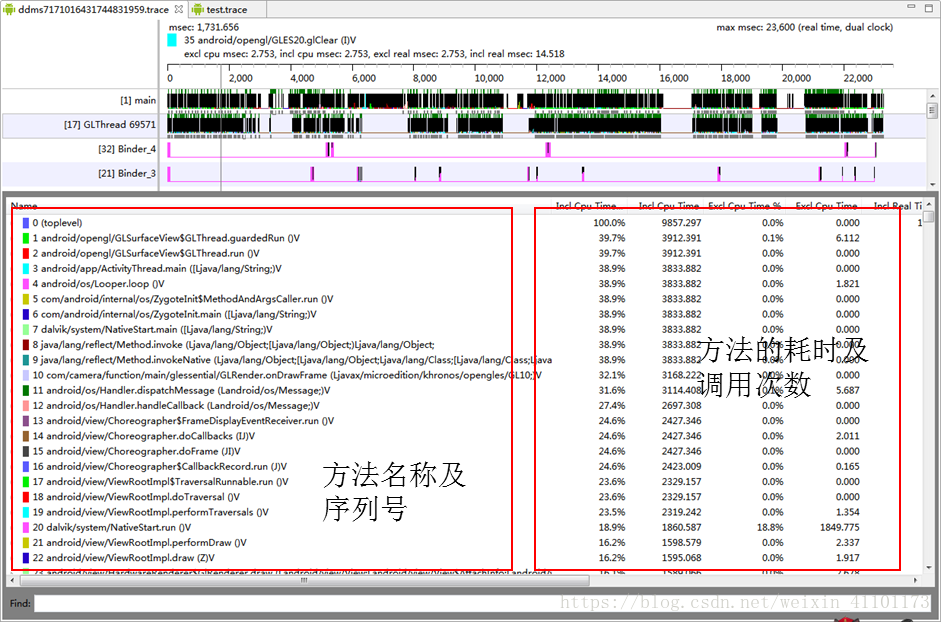 ddms7171016431744831959.trace test.trace
msec: 1,731.656 max msec: 23,600 (real time, dual clock)
35 android/opengl/GLES20.glClear (I)V
excl cpu msec: 2.753, incl cpu msec: 2.753, excl real msec: 2.753, incl real msec: 14.518
0 2,000 4,000 6,000 8,000 10,000 12,000 14,000 16,000 18,000 20,000 22,000
[1] main
[17] GLThread 69571
[32] Binder_4
[21] Binder_3
Name Incl Cpu Time... Incl Cpu Time Excl Cpu Time % Excl Cpu Time Incl Real Ti
0 (toplevel) 100.0% 9857.297 0.0% 0.000 1
1 android/opengl/GLSurfaceView$GLThread.guardedRun ()V 39.7% 3912.391 0.1% 6.112
2 android/opengl/GLSurfaceView$GLThread.run ()V 39.7% 3912.391 0.0% 0.000
3 android/app/ActivityThread.main ([Ljava/lang/String;)V 38.9% 3833.882 0.0% 0.000
4 android/os/Looper.loop ()V 38.9% 3833.882 0.0% 1.821
5 com/android/internal/os/ZygoteInit$MethodAndArgsCaller.run ()V 38.9% 3833.882 0.0% 0.000
6 com/android/internal/os/ZygoteInit.main ([Ljava/lang/String;)V 38.9% 3833.882 0.0% 0.000
7 dalvik/system/NativeStart.main ([Ljava/lang/String;)V 38.9% 3833.882 0.0% 0.000
8 java/lang/reflect/Method.invoke (Ljava/lang/Object;[Ljava/lang/Object;)Ljava/lang/Object; 38.9% 3833.882 0.0% 0.000
9 java/lang/reflect/Method.invokeNative (Ljava/lang/Object;[Ljava/lang/Object;Ljava/lang/Class;[Ljava/lang/Class;Ljava 38.9% 3833.882 0.0% 0.000
方法的耗时及
10 com/camera/function/main/glessential/GLRender.onDrawFrame (Ljavax/microedition/khronos/opengles/GL10;)V 32.1% 3168.222 0.0% 0.000
调用次数
11 android/os/Handler.dispatchMessage (Landroid/os/Message;)V 31.6% 3114.408 0.1% 5.687
12 android/os/Handler.handleCallback (Landroid/os/Message;)V 27.4% 2697.308 0.0% 0.000
13 android/view/Choreographer$FrameDisplayEventReceiver.run ()V 24.6% 2427.346 0.0% 0.000
14 android/view/Choreographer.doCallbacks (IJ)V 24.6% 2427.346 0.0% 2.011
15 android/view/Choreographer.doFrame (JI)V 24.6% 2427.346 0.0% 0.000
16 android/view/Choreographer$CallbackRecord.run (J)V 24.6% 2423.009 0.0% 0.165
方法名称及
17 android/view/ViewRootImpl$TraversalRunnable.run ()V 23.6% 2329.157 0.0% 0.000
18 android/view/ViewRootImpl.doTraversal ()V 23.6% 2329.157 0.0% 0.000
序列号
19 android/view/ViewRootImpl.performTraversals ()V 23.5% 2319.242 0.0% 1.354
20 dalvik/system/NativeStart.run ()V 18.9% 1860.587 18.8% 1849.775
21 android/view/ViewRootImpl.performDraw ()V 16.2% 1598.579 0.0% 2.337
22 android/view/ViewRootImpl.draw (Z)V 16.2% 1595.068 0.0% 1.917
Find:
https://blog.csdn.net/weixin_41101173